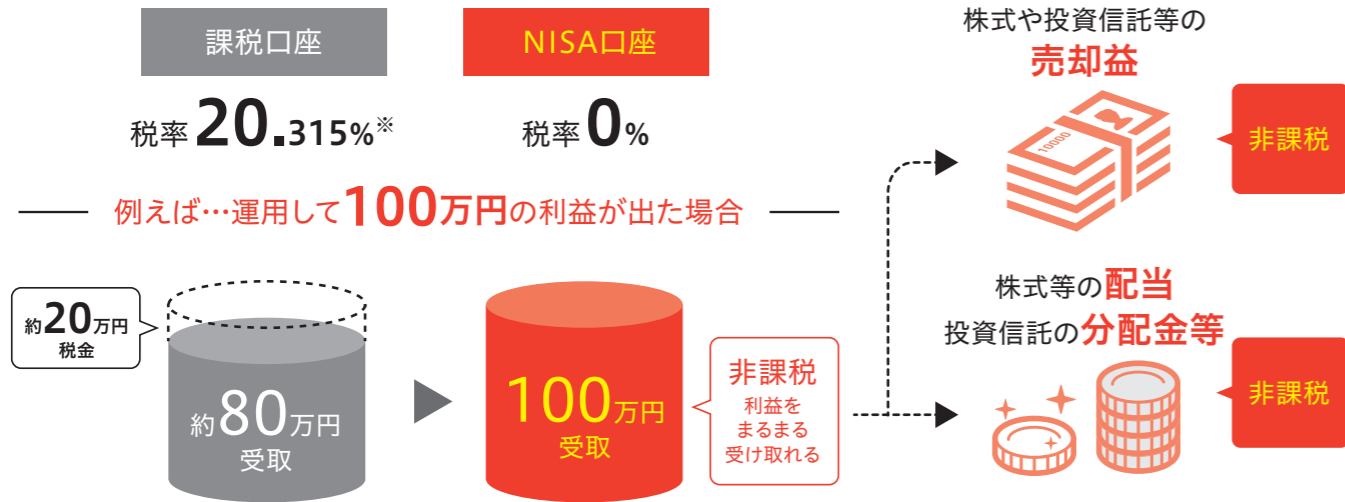 課税口座
NISA口座
税率20.315%※
税率0%
例えば…運用して100万円の利益が出た場合
約20万円
税金
約80万円
受取
100万円
受取
非課税
利益を
まるまる
受け取れる
株式や投資信託等の
売却益
10000
非課税
株式等の配当
投資信託の分配金等
非課税